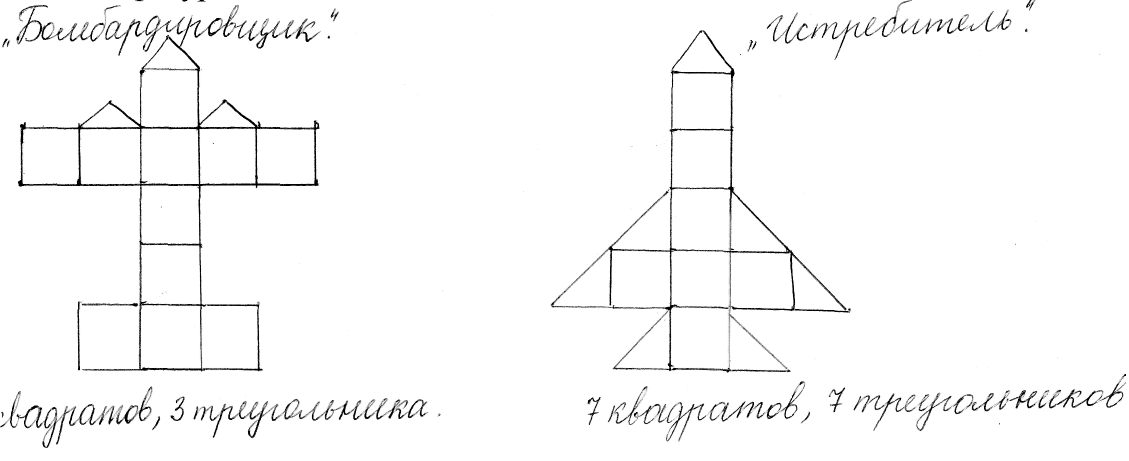 „Бомбардировщик".
„Истребитель".
вадратов, 3 треугольника.
7 квадратов, 7 треугольников